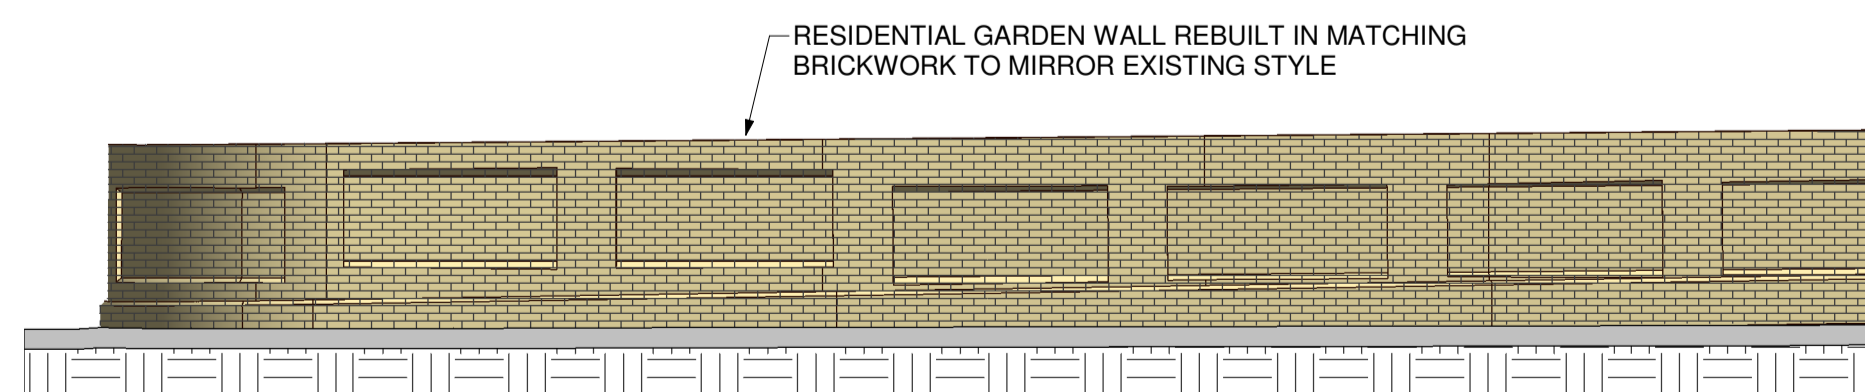 RESIDENTIAL GARDEN WALL REBUILT IN MATCHING
BRICKWORK TO MIRROR EXISTING STYLE